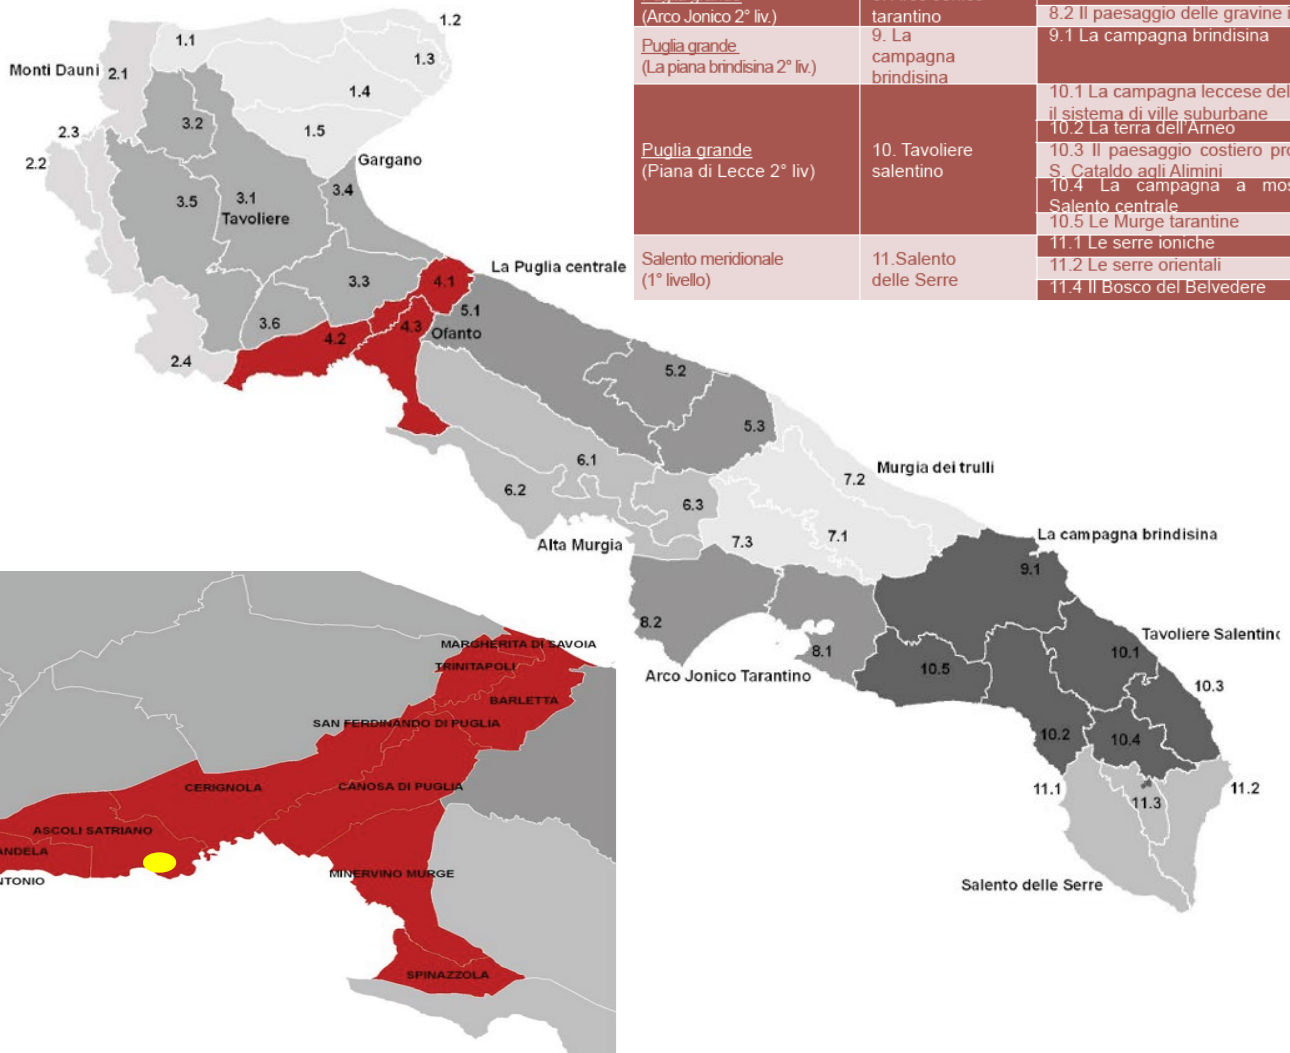 1.2
1.1
1.3
Monti Dauni 2.1
1.4
3.2
1.5
2.3
2.2
Gargano
3.4
3.5
3.1
Tavoliere
La Puglia centrale
3.3
4.1
5.1
3.6
4.2
4.3
Ofanto
2.4
5.2
5.3
6.1
6.2
6.3
Murgia dei trulli
7.2
7.1
7.3
Alta Murgia
La campagna brindisina
9.1
8.2
8.1
Arco Jonico Tarantino
Tavoliere Salentinc
10.1
10.3
10.5
10.2
10.4
11.1
11.2
11.3
Salento delle Serre
(Arco Jonico 2° liv.)
tarantino
8.2 Il paesaggio delle gravine i
Puglia grande
(La piana brindisina 2° liv.)
9. La
campagna
brindisina
9.1 La campagna brindisina
Puglia grande
(Piana di Lecce 2° liv)
10. Tavoliere
salentino
10.1 La campagna leccese del
il sistema di ville suburbane
10.2 La terra dell'Arneo
10.3 Il paesaggio costiero pro
S. Cataldo agli Alimini
10.4 La campagna a mos
Salento centrale
10.5 Le Murge tarantine
Salento meridionale
(1° livello)
11.Salento
delle Serre
11.1 Le serre ioniche
11.2 Le serre orientali
11.4 Il Bosco del Belvedere
MARGHERITA DI SAVOIA
TRINITAPOLI
BARLETTA
SAN FERDINANDO DI PUGLIA
CERIGNOLA
CANOSA DI PUGLIA
ASCOLI SATRIANO
ANDELA
NTONIO
MINERVINO MURGE
SPINAZZOLA